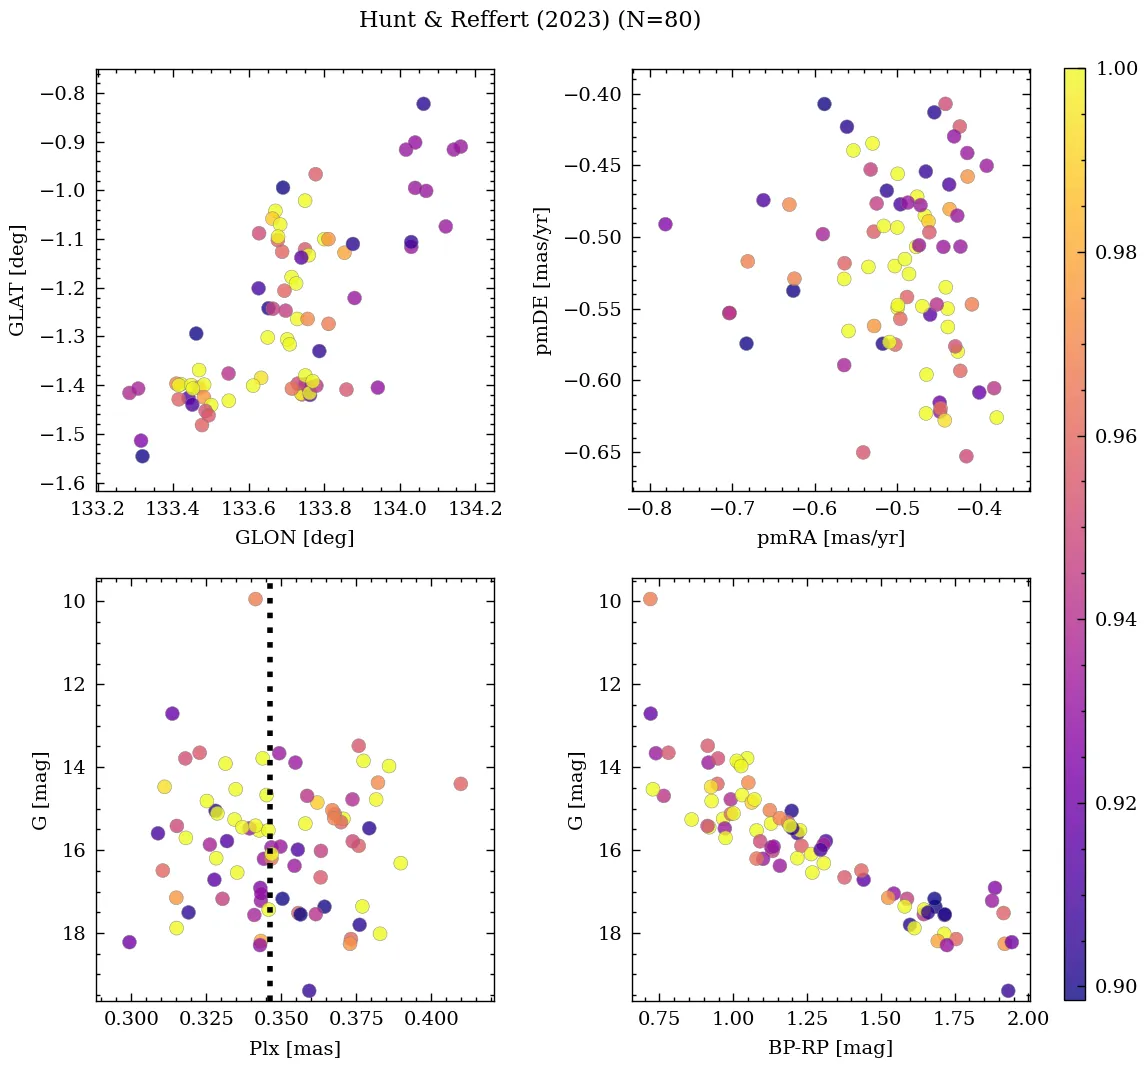 Hunt & Reffert (2023) (N=80)
−0.8
−0.9
−1.0
−1.1
−1.2
−1.3
−1.4
−1.5
−1.6
GLAT [deg]
133.2 133.4 133.6 133.8 134.0 134.2
GLON [deg]
−0.40
−0.45
−0.50
−0.55
−0.60
−0.65
pmDE [mas/yr]
−0.8 −0.7 −0.6 −0.5 −0.4
pmRA [mas/yr]
10
12
14
16
18
G [mag]
0.300 0.325 0.350 0.375 0.400
Plx [mas]
10
12
14
16
18
G [mag]
0.75 1.00 1.25 1.50 1.75 2.00
BP-RP [mag]
1.00
0.98
0.96
0.94
0.92
0.90